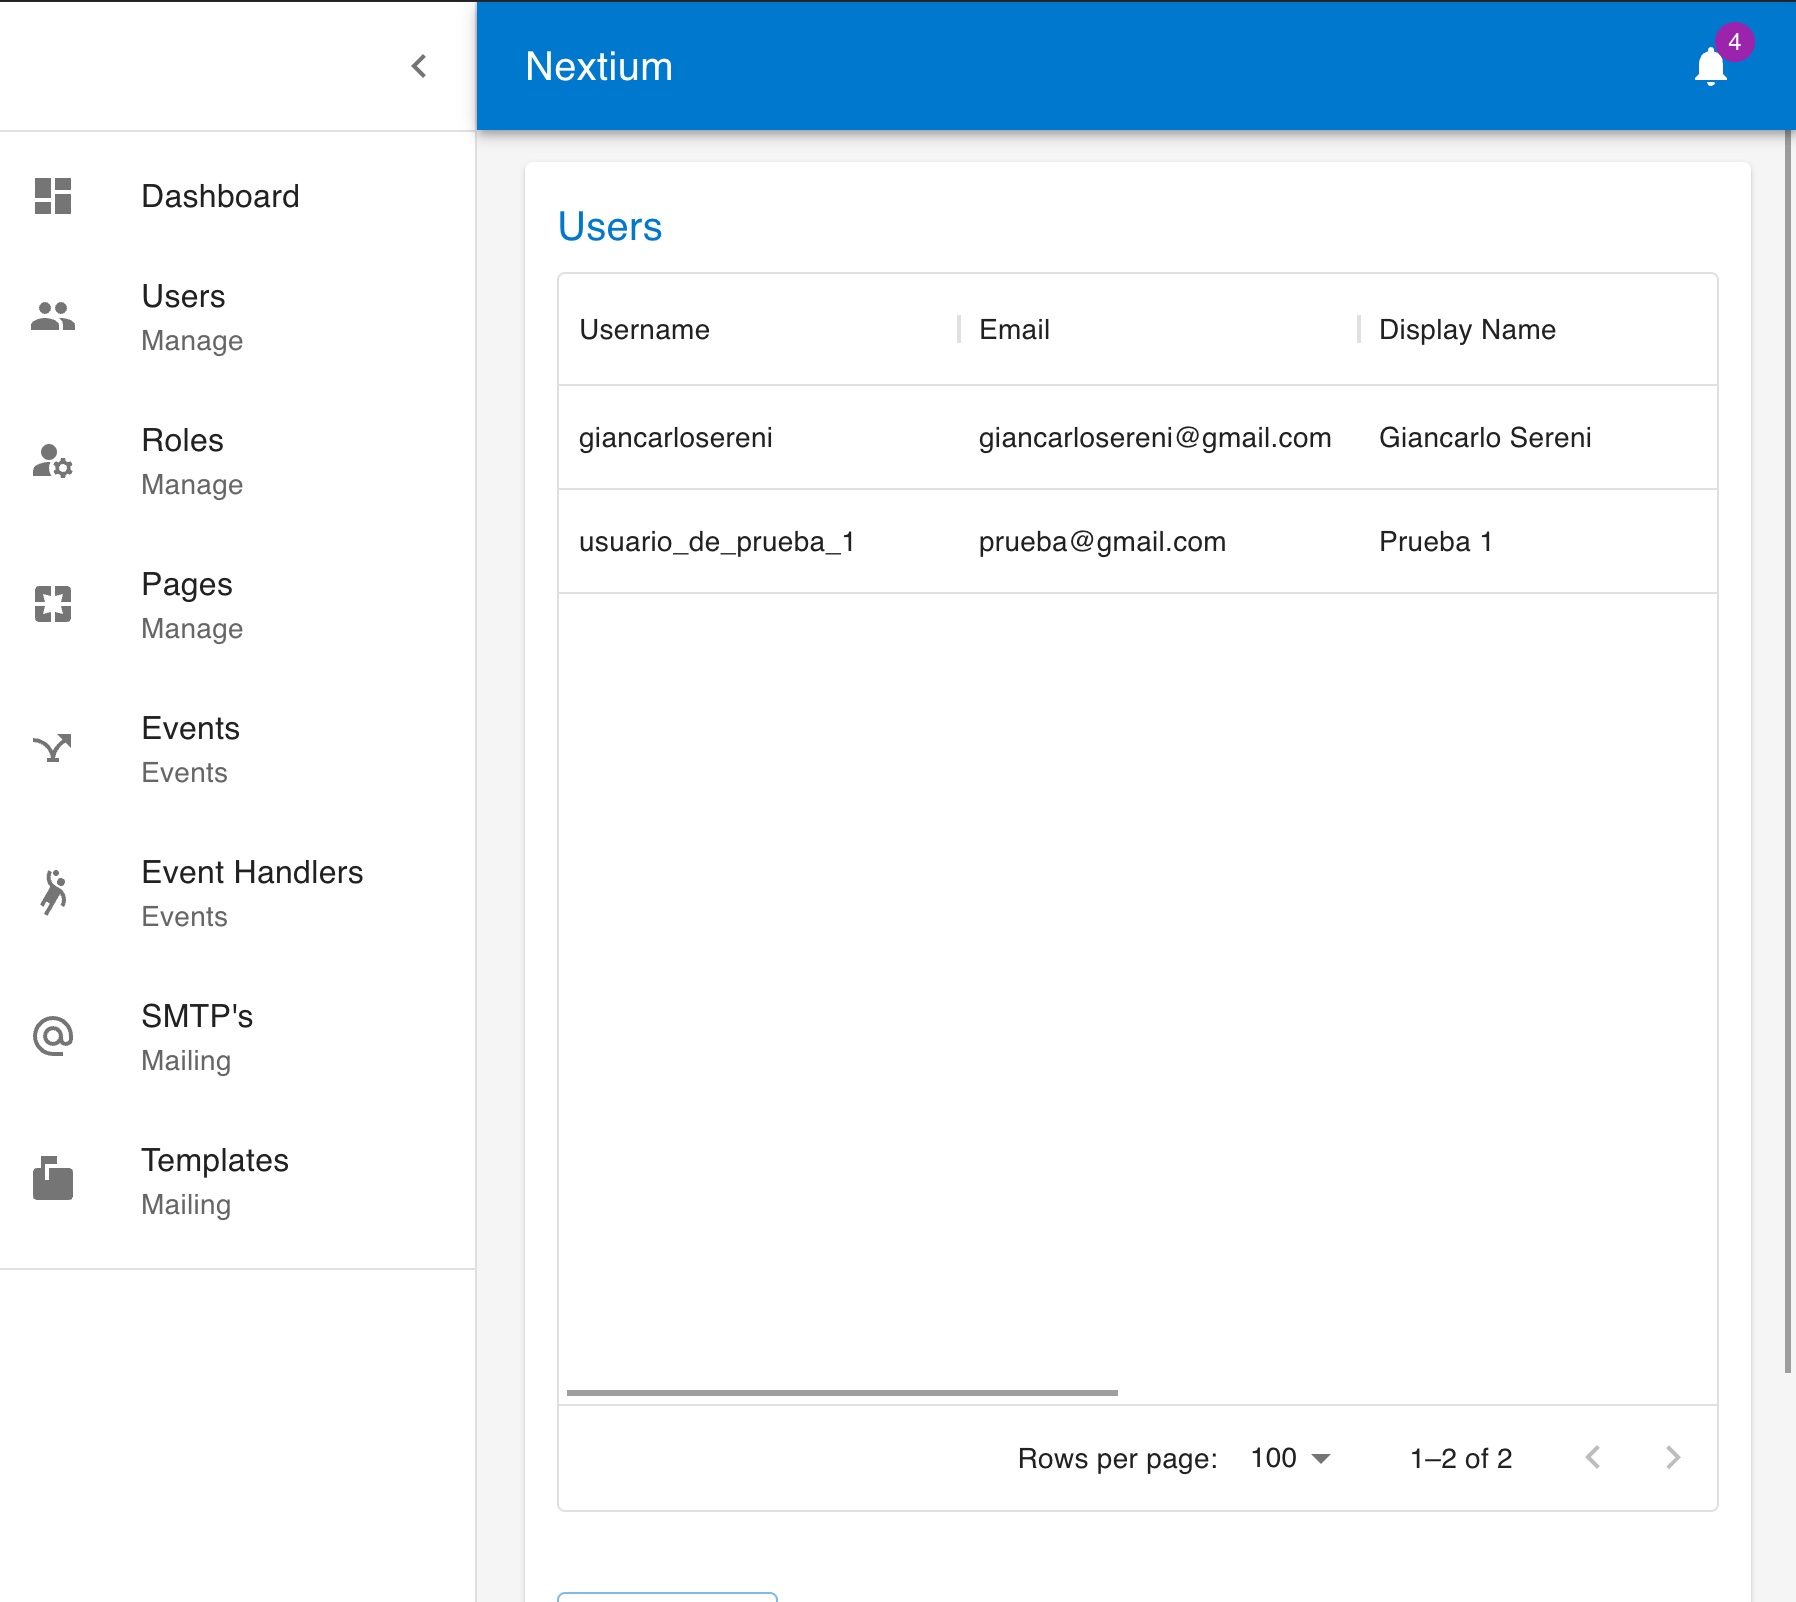 Nextium
4
Dashboard
Users
Manage
Roles
Manage
Pages
Manage
Events
Events
Event Handlers
Events
SMTP's
Mailing
Templates
Mailing
Users
Username Email Display Name
giancarlosereni giancarlosereni@gmail.com Giancarlo Sereni
usuario_de_prueba_1 prueba@gmail.com Prueba 1
Rows per page: 100 1–2 of 2